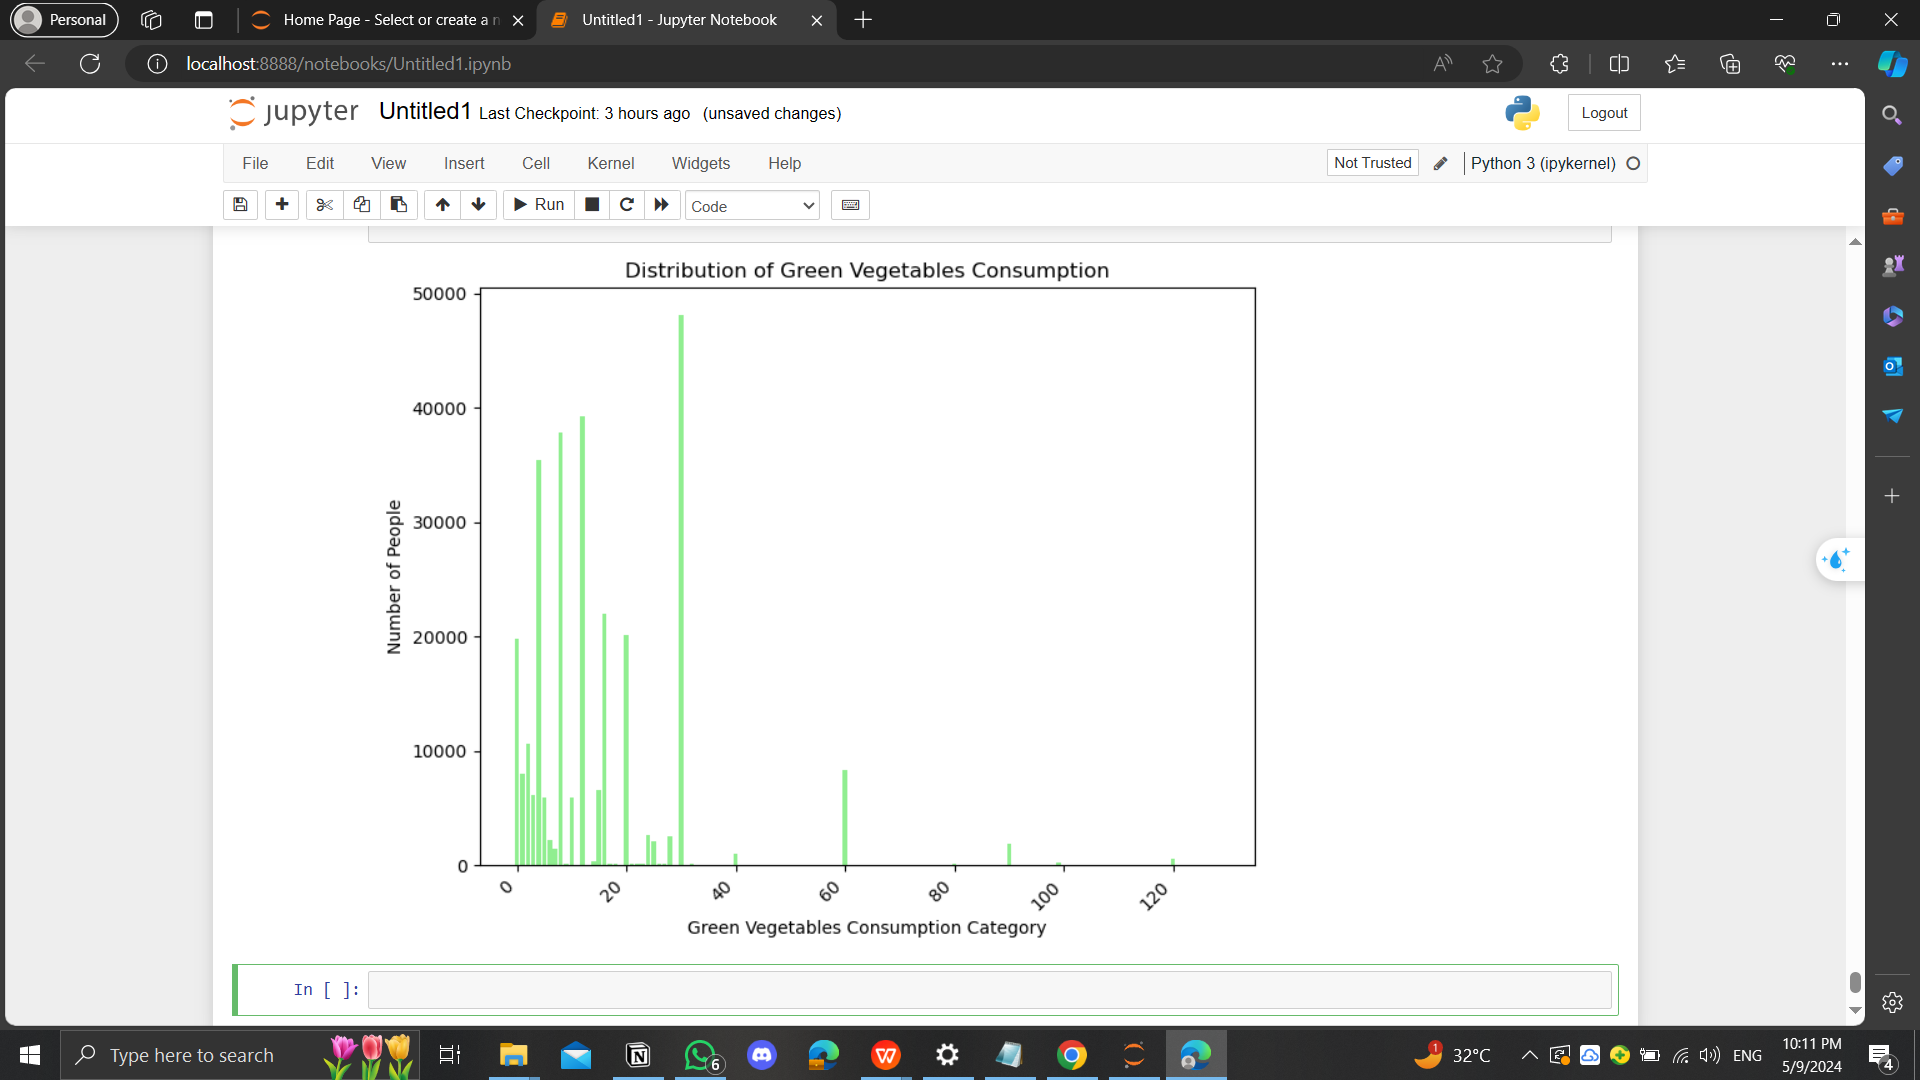 Personal
Home Page - Select or create a n
Untitled1 - Jupyter Notebook
localhost:8888/notebooks/Untitled1.ipynb
jupyter Untitled1 Last Checkpoint: 3 hours ago (unsaved changes)
Logout
File Edit View Insert Cell Kernel Widgets Help
Not Trusted
Python 3 (ipykernel)
Run
Code
Distribution of Green Vegetables Consumption
50000
40000
30000
20000
10000
0
Number of People
0 20 40 60 80 100 120
Green Vegetables Consumption Category
In [ ]:
Type here to search
6
1
32°C
ENG
10:11 PM
5/9/2024
4